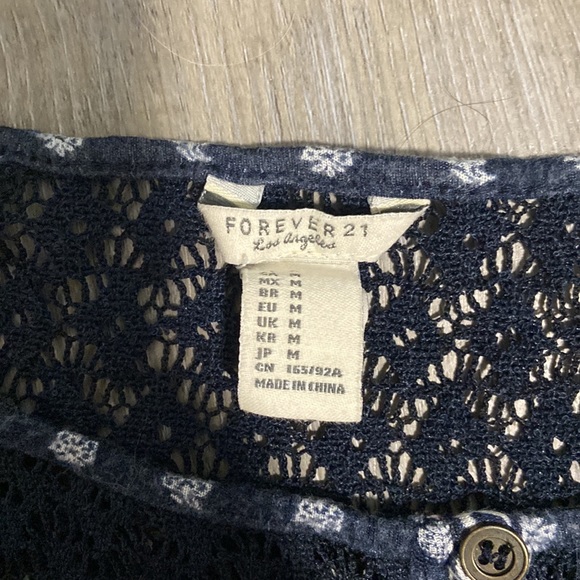 FOREVER 21
Los Angeles
MX M
BR M
EU M
UK M
KR M
JP M
CN 165/92A
MADE IN CHINA